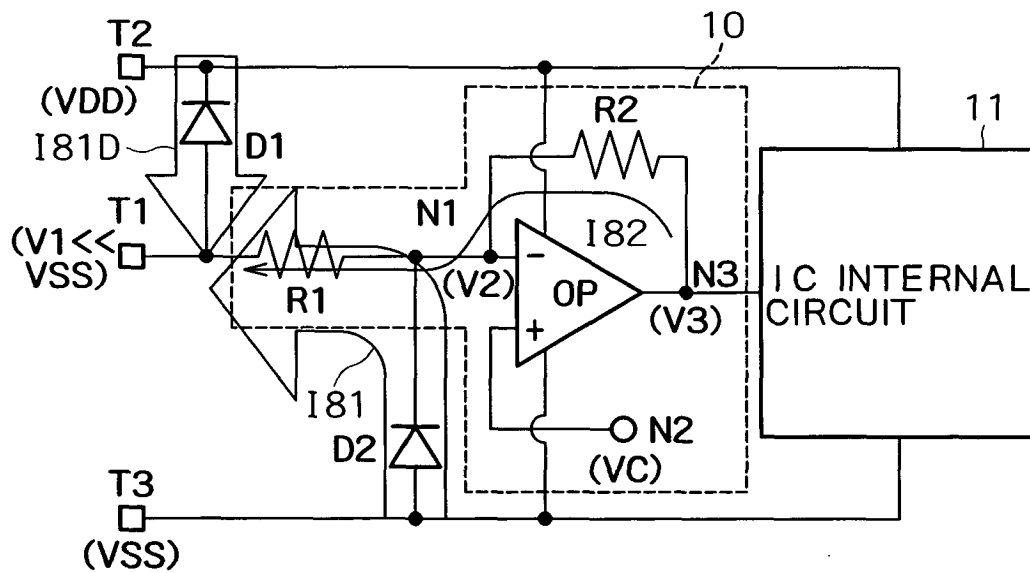 10
T2
(VDD)
I81D
D1
R2
11
T1
(V1<<
VSS)
N1
I82
R1
(V2)
−
OP
+
N3
(V3)
IC INTERNAL
CIRCUIT
I81
D2
N2
(VC)
T3
(VSS)